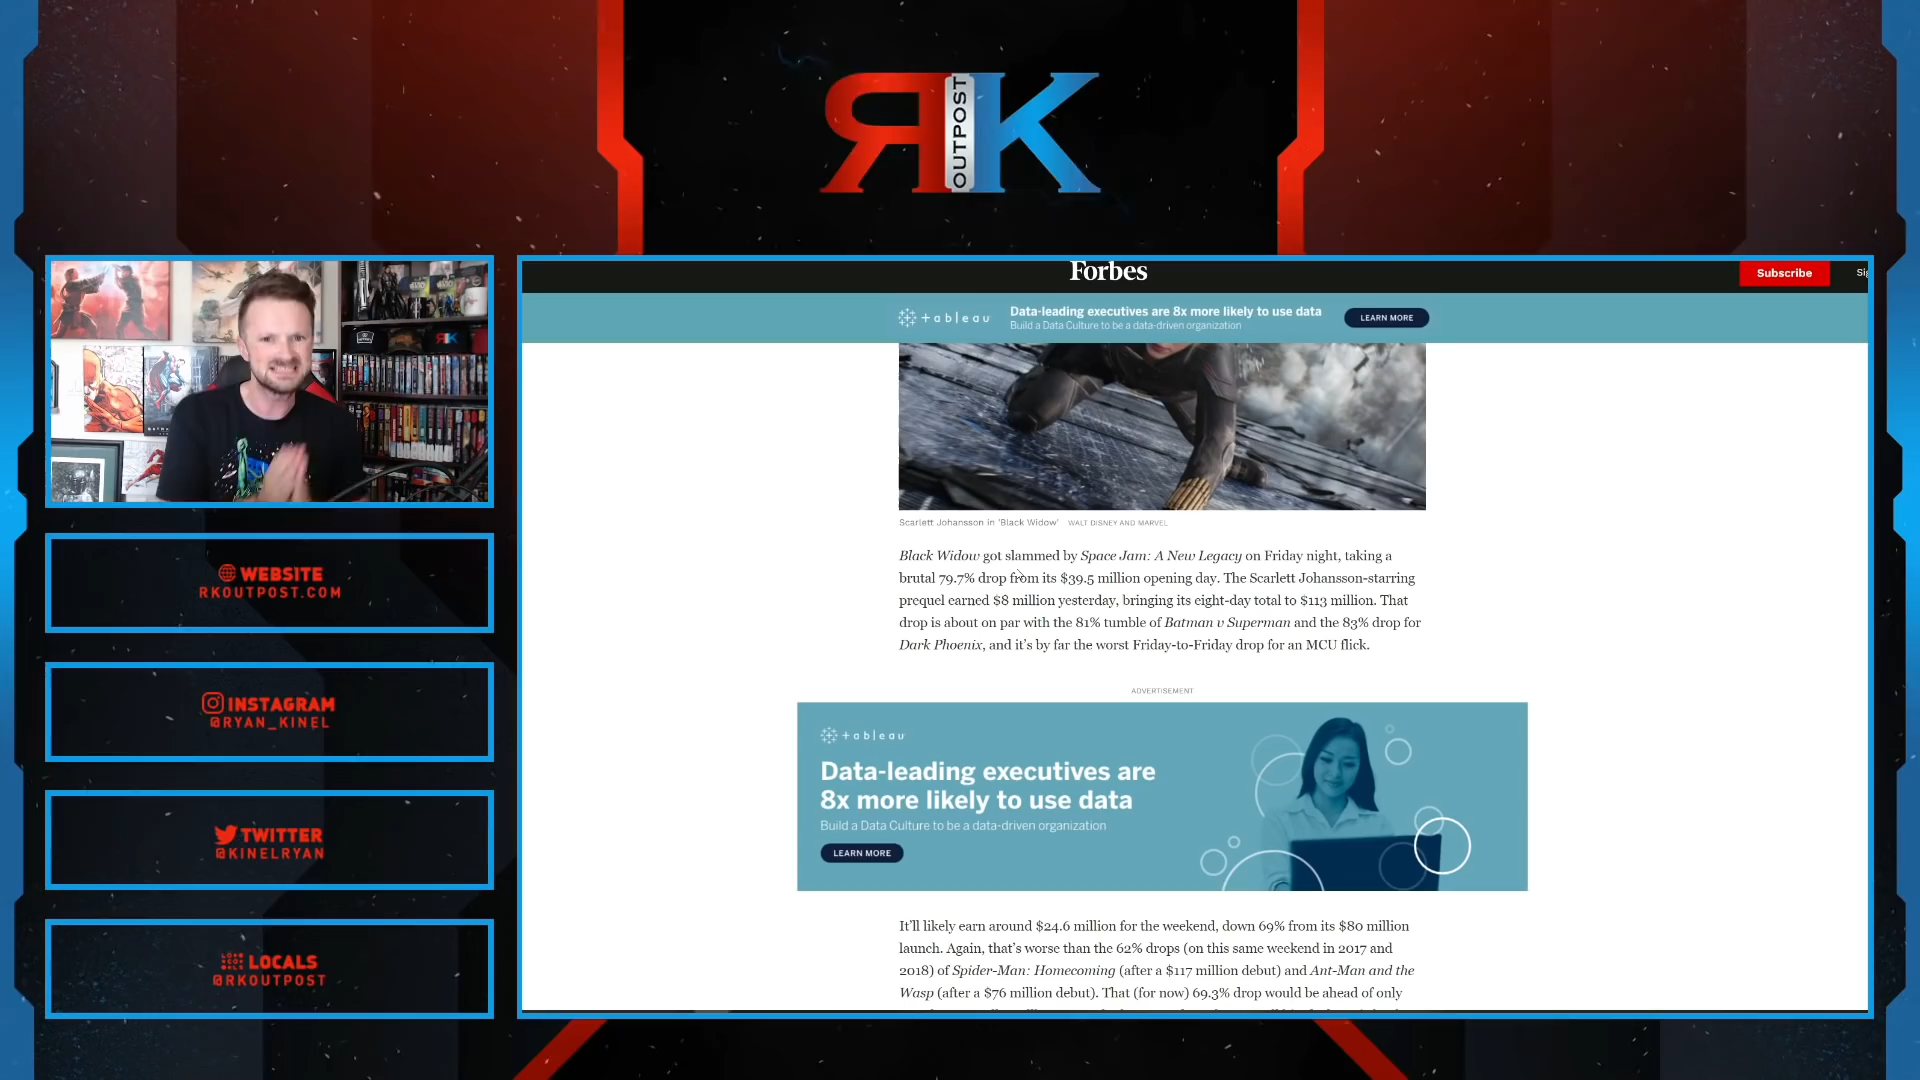 RK
OUTPOST
Forbes
Subscribe
+ableau
Data-leading executives are 8x more likely to use data
Build a Data Culture to be a data-driven organization
LEARN MORE
Scarlett Johansson in 'Black Widow' WALT DISNEY AND MARVEL
Black Widow got slammed by Space Jam: A New Legacy on Friday night, taking a
brutal 79.7% drop from its $39.5 million opening day. The Scarlett Johansson-starring
prequel earned $8 million yesterday, bringing its eight-day total to $113 million. That
drop is about on par with the 81% tumble of Batman v Superman and the 83% drop for
Dark Phoenix, and it's by far the worst Friday-to-Friday drop for an MCU flick.
ADVERTISEMENT
+ableau
Data-leading executives are
8x more likely to use data
Build a Data Culture to be a data-driven organization
LEARN MORE
It'll likely earn around $24.6 million for the weekend, down 69% from its $80 million
launch. Again, that's worse than the 62% drops (on this same weekend in 2017 and
2018) of Spider-Man: Homecoming (after a $117 million debut) and Ant-Man and the
Wasp (after a $76 million debut). That (for now) 69.3% drop would be ahead of only
WEBSITE
RKOUTPOST.COM
INSTAGRAM
@RYAN_KINEL
TWITTER
@KINELRYAN
LOCALS
@RKOUTPOST